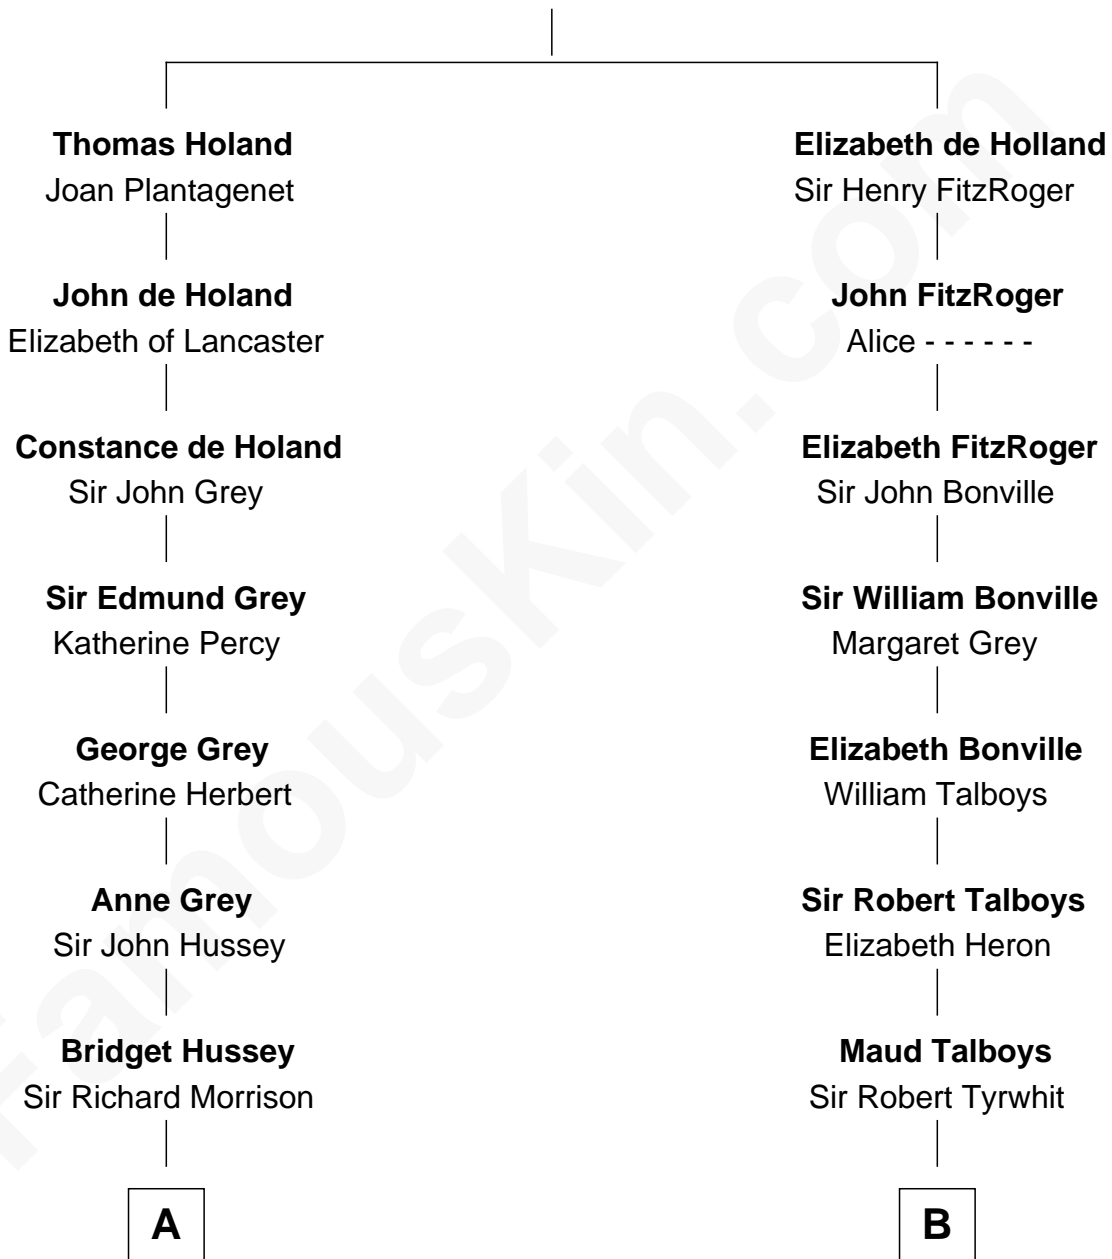 Thomas Holand
Joan Plantagenet
John de Holand
Elizabeth of Lancaster
Constance de Holand
Sir John Grey
Sir Edmund Grey
Katherine Percy
George Grey
Catherine Herbert
Anne Grey
Sir John Hussey
Bridget Hussey
Sir Richard Morrison
A
Elizabeth de Holland
Sir Henry FitzRoger
John FitzRoger
Alice - - - - - -
Elizabeth FitzRoger
Sir John Bonville
Sir William Bonville
Margaret Grey
Elizabeth Bonville
William Talboys
Sir Robert Talboys
Elizabeth Heron
Maud Talboys
Sir Robert Tyrwhit
B
FamousKin.com